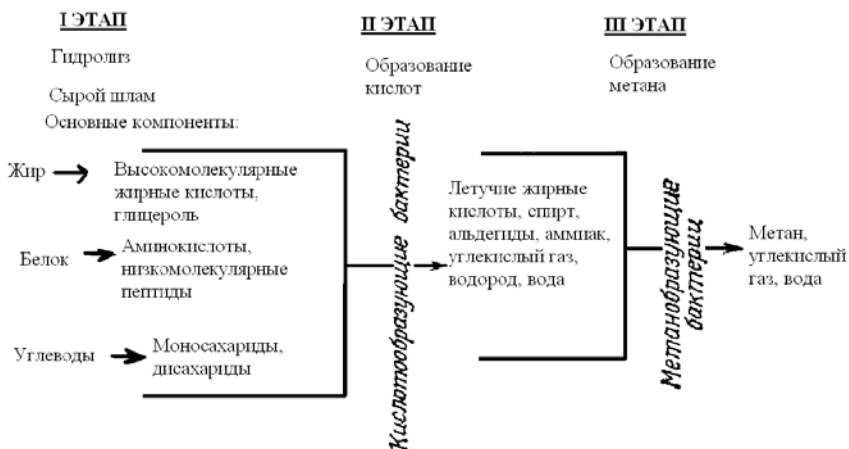 I ЭТАП
Гидролиз
Сырой шлам
Основные компоненты:
Жир
Высокомолекулярные
жирные кислоты,
глицероль
Белок
Аминокислоты,
низкомолекулярные
пептиды
Углеводы
Моносахариды,
дисахариды
II ЭТАП
Образование
кислот
Кислотообразующие бактерии
Летучие жирные
кислоты, спирт,
альдегиды, аммиак,
углекислый газ,
водород, вода
III ЭТАП
Образование
метана
Метанобразующие
бактерии
Метан,
углекислый
газ, вода